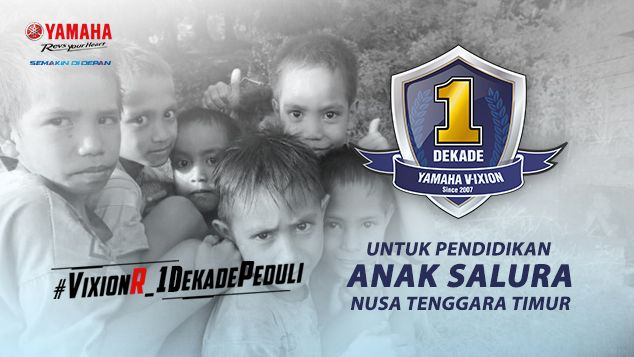 YAMAHA
Revs your Heart
SEMAKIN DI DEPAN
1
DEKADE
YAMAHA V-IXION
Since 2007
#VixionR_1DekadePeduli
UNTUK PENDIDIKAN
ANAK SALURA
NUSA TENGGARA TIMUR